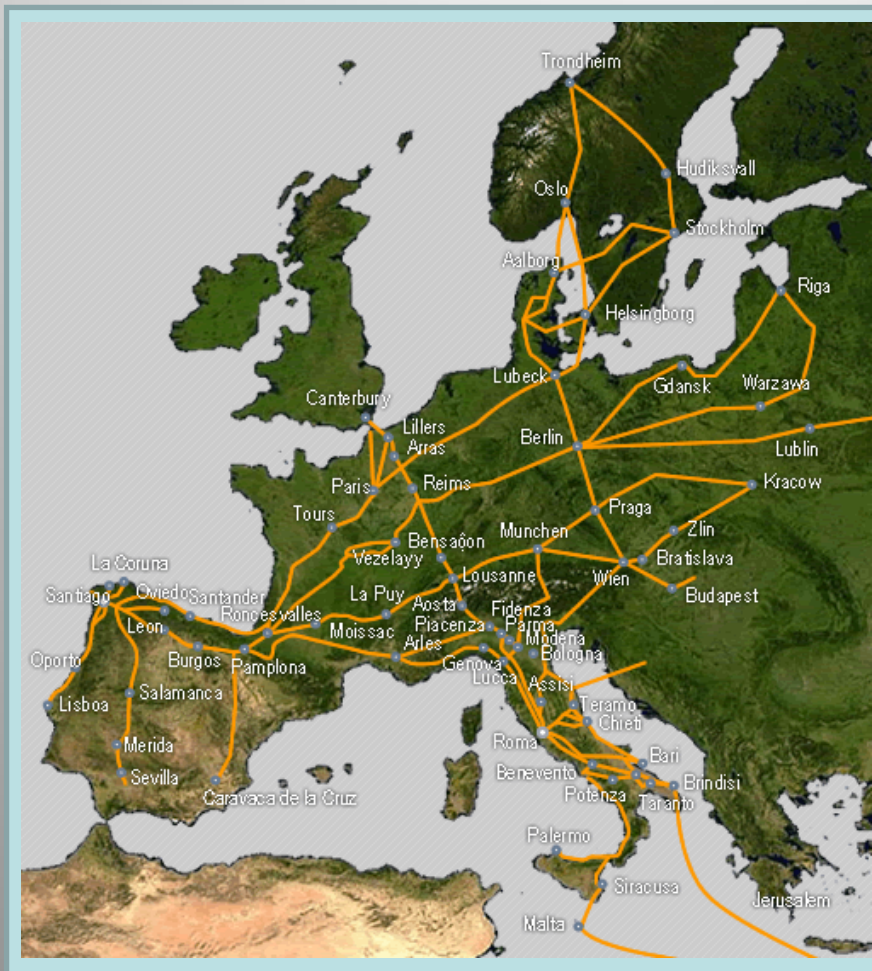 Trondheim
Hudiksvall
Oslo
Stockholm
Aalborg
Riga
Helsingborg
Lubeck
Gdansk
Warzawa
Canterbury
Lillers
Arras
Berlin
Lublin
Paris
Reims
Kracow
Tours
Praga
Munchen
Zlin
Bensaçon
Vezelayy
Bratislava
La Coruna
Lousanne
Wien
Santiago
Oviedo
Santander
La Puy
Budapest
Roncesvalles
Aosta
Fidenza
Leon
Moissac
Piacenza
Parma
Modena
Burgos
Pamplona
Arles
Genova
Bologna
Oporto
Lucca
Salamanca
Assisi
Lisboa
Teramo
Chieti
Merida
Roma
Bari
Sevilla
Benevento
Brindisi
Caravaca de la Cruz
Potenza
Taranto
Palermo
Siracusa
Jerusalem
Malta